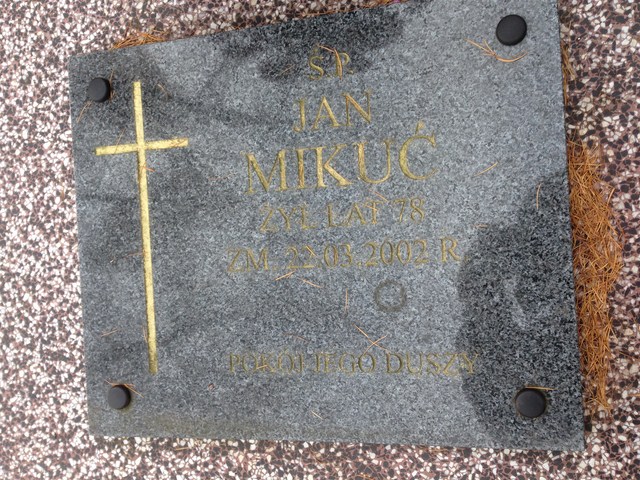 ŚP.
JAN
MIKUĆ
ŻYŁ LAT 78
ZM. 22.03.2002 R.
POKÓJ JEGO DUSZY